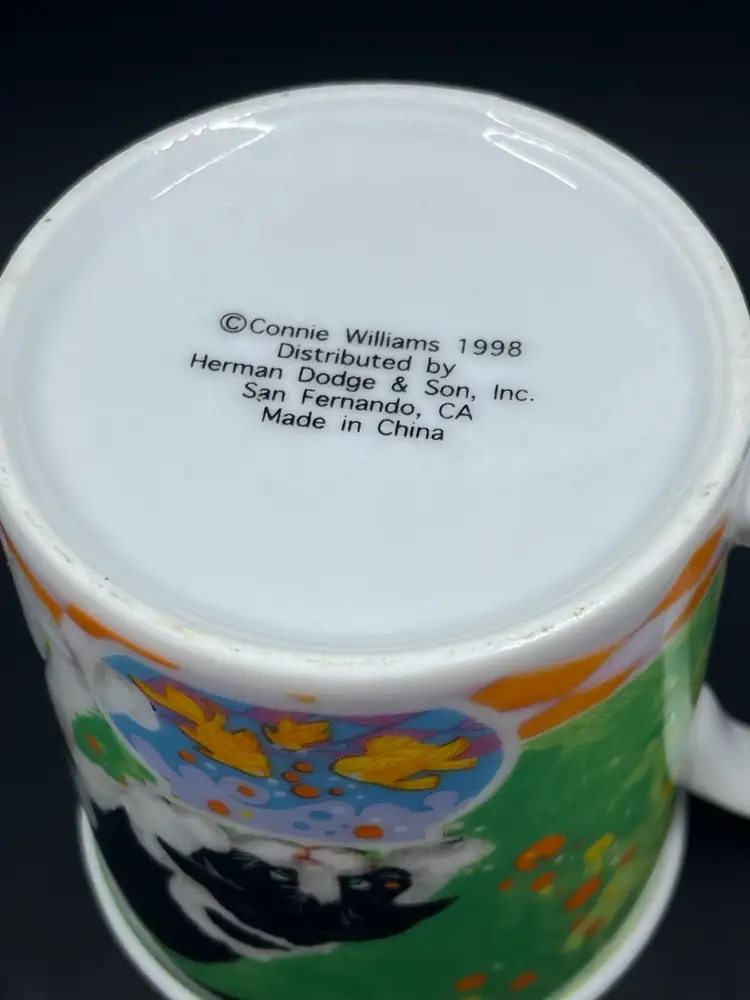 ©Connie Williams 1998
Distributed by
Herman Dodge & Son, Inc.
San Fernando, CA
Made in China